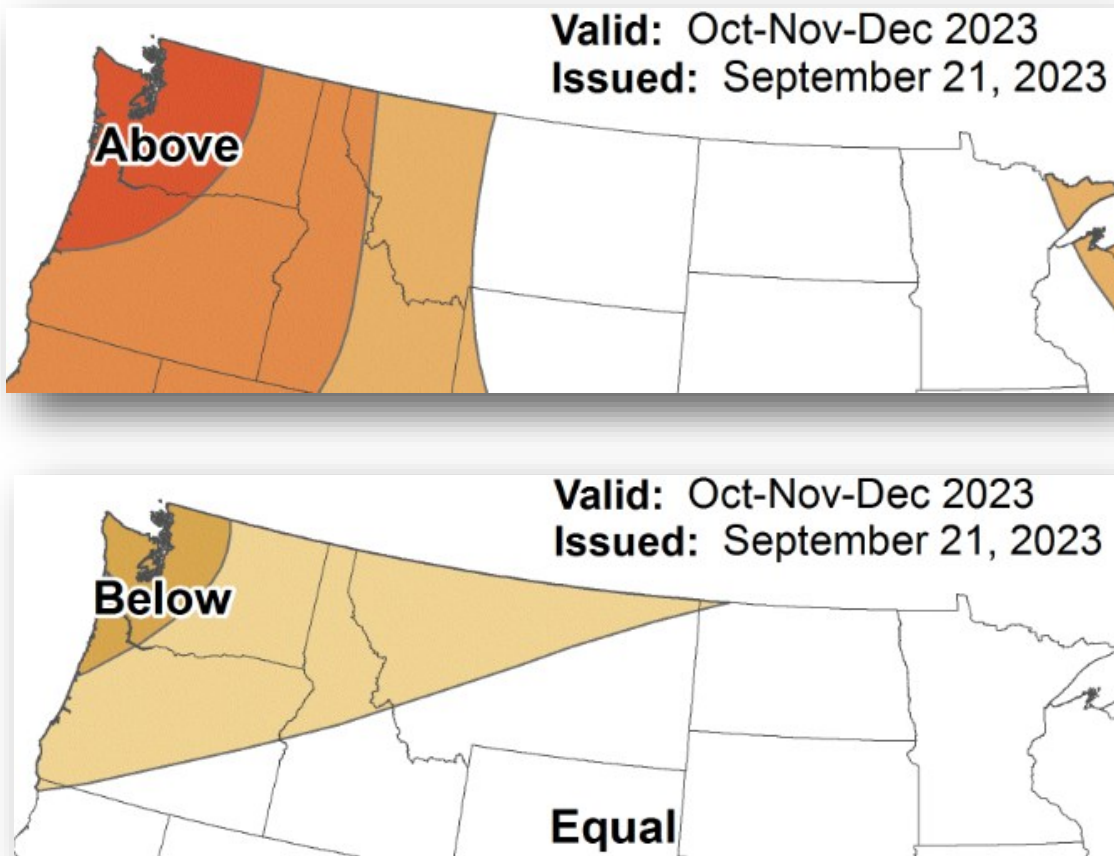 Valid: Oct-Nov-Dec 2023
Issued: September 21, 2023
Above
Valid: Oct-Nov-Dec 2023
Issued: September 21, 2023
Below
Equal